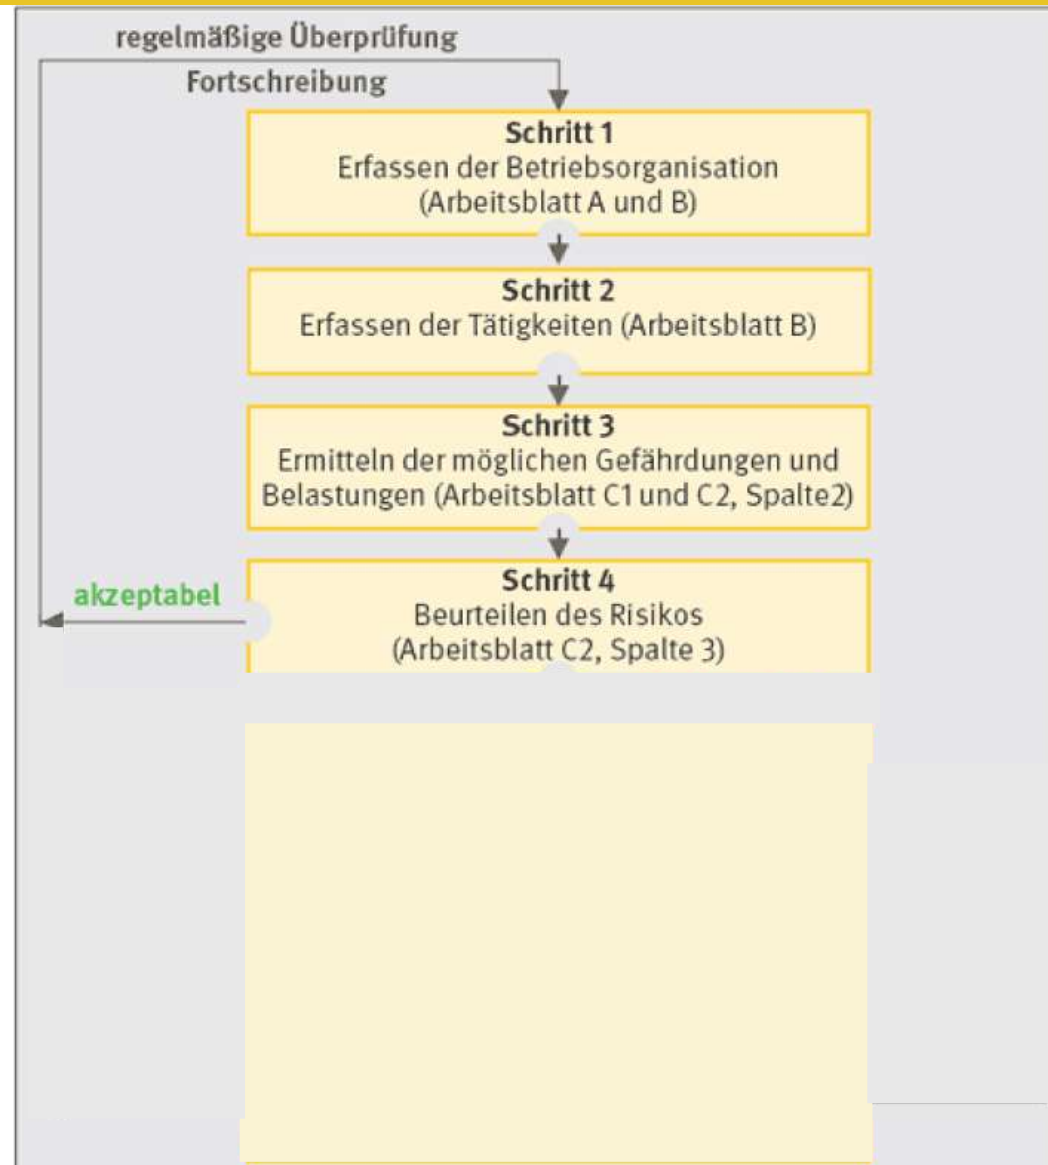 regelmäßige Überprüfung
Fortschreibung
Schritt 1
Erfassen der Betriebsorganisation
(Arbeitsblatt A und B)
Schritt 2
Erfassen der Tätigkeiten (Arbeitsblatt B)
Schritt 3
Ermitteln der möglichen Gefährdungen und
Belastungen (Arbeitsblatt C1 und C2, Spalte2)
akzeptabel
Schritt 4
Beurteilen des Risikos
(Arbeitsblatt C2, Spalte 3)